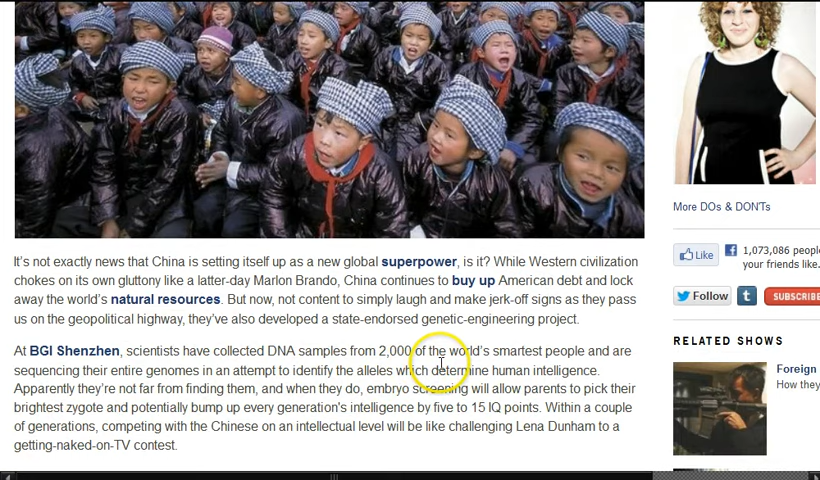 It's not exactly news that China is setting itself up as a new global superpower, is it? While Western civilization
chokes on its own gluttony like a latter-day Marlon Brando, China continues to buy up American debt and lock
away the world's natural resources. But now, not content to simply laugh and make jerk-off signs as they pass
us on the geopolitical highway, they've also developed a state-endorsed genetic-engineering project.
At BGI Shenzhen, scientists have collected DNA samples from 2,000 of the world's smartest people and are
sequencing their entire genomes in an attempt to identify the alleles which determine human intelligence.
Apparently they're not far from finding them, and when they do, embryo screening will allow parents to pick their
brightest zygote and potentially bump up every generation's intelligence by five to 15 IQ points. Within a couple
of generations, competing with the Chinese on an intellectual level will be like challenging Lena Dunham to a
getting-naked-on-TV contest.
More DOs & DON'Ts
Like
1,073,086 people
your friends like.
Follow
t
SUBSCRIBE
RELATED SHOWS
Foreign
How they